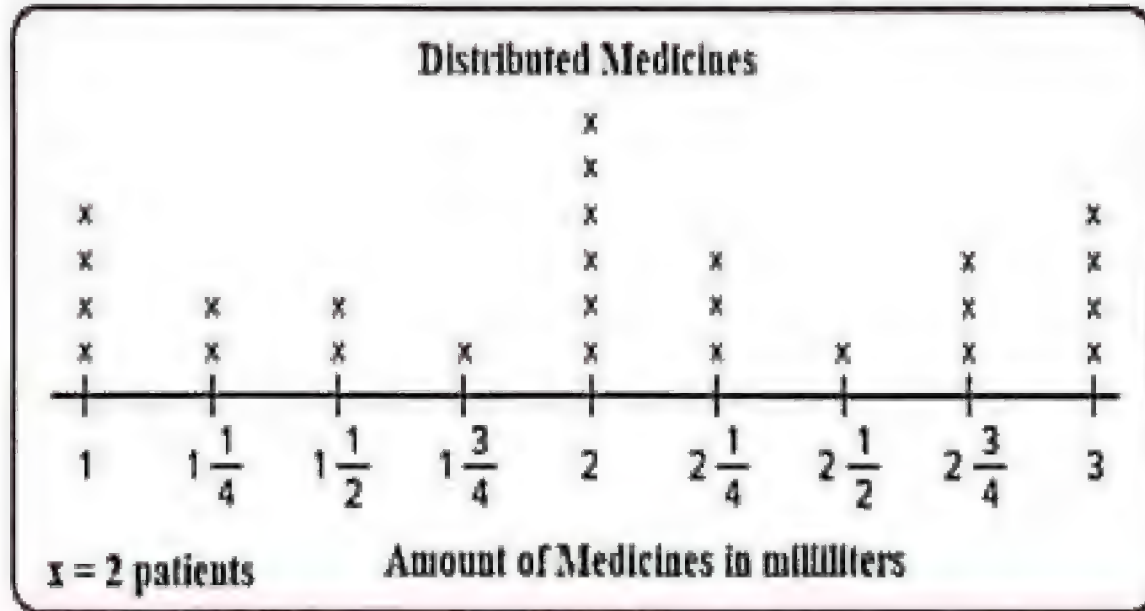 Distributed Medicines
x
x
x x x
x x x x
x x x x x x
x x x x x x x x x
1 1 1/4 1 1/2 1 3/4 2 2 1/4 2 1/2 2 3/4 3
x = 2 patients Amount of Medicines in milliliters